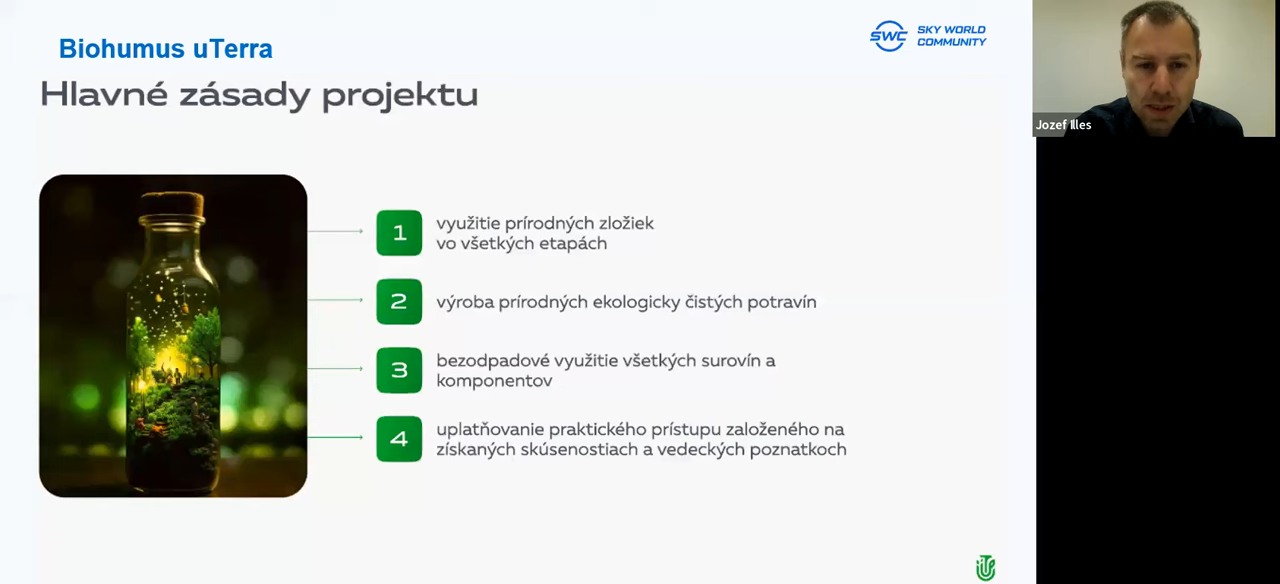 Biohumus uTerra
Hlavné zásady projektu
SWC
SKY WORLD
COMMUNITY
Jozef Illes
1
využitie prírodných zložiek
vo všetkých etapách
2
výroba prírodných ekologicky čistých potravín
3
bezodpadové využitie všetkých surovín a
komponentov
4
uplatňovanie praktického prístupu založeného na
získaných skúsenostiach a vedeckých poznatkoch